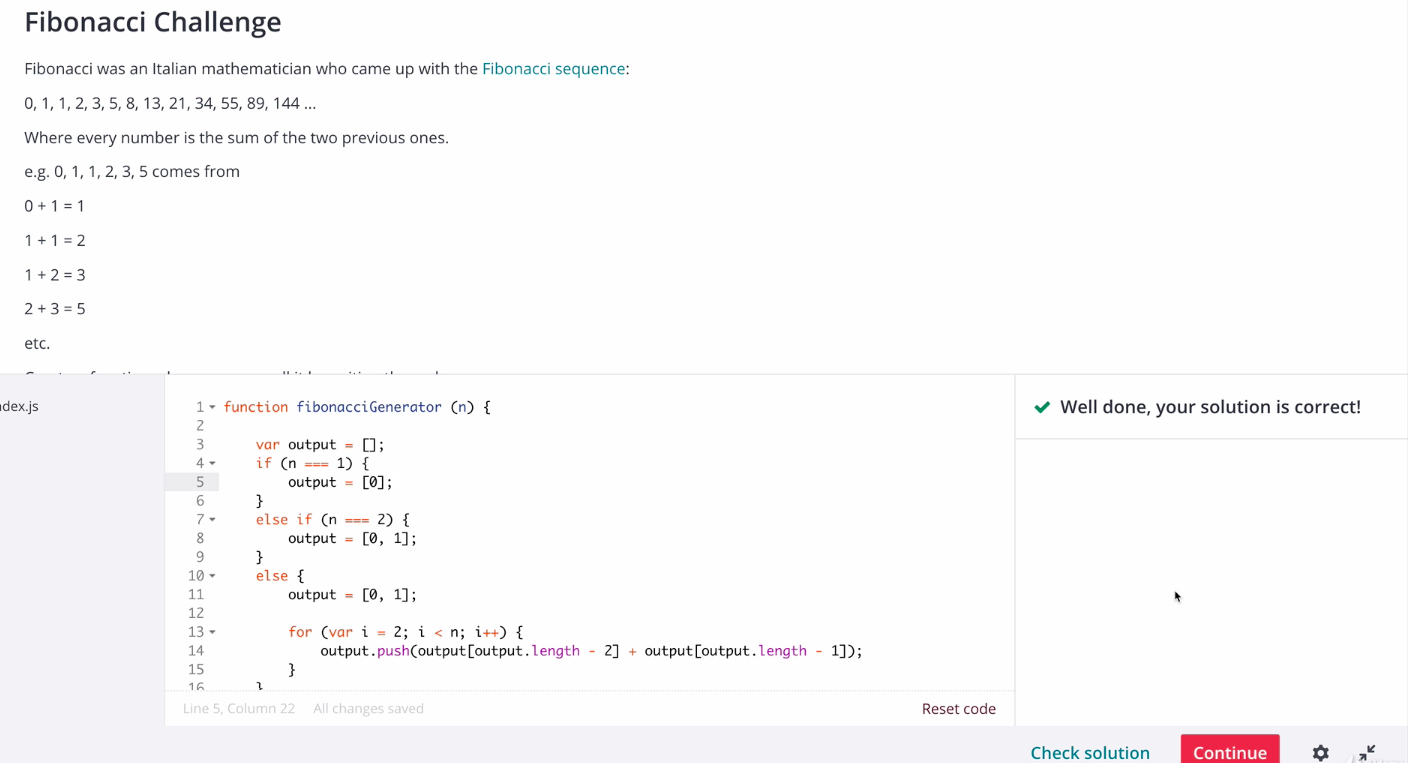 Fibonacci Challenge
Fibonacci was an Italian mathematician who came up with the Fibonacci sequence:
0, 1, 1, 2, 3, 5, 8, 13, 21, 34, 55, 89, 144 ...
Where every number is the sum of the two previous ones.
e.g. 0, 1, 1, 2, 3, 5 comes from
0 + 1 = 1
1 + 1 = 2
1 + 2 = 3
2 + 3 = 5
etc.
dex.js
1 function fibonacciGenerator (n) {
2
3 var output = [];
4 if (n === 1) {
5 output = [0];
6 }
7 else if (n === 2) {
8 output = [0, 1];
9 }
10 else {
11 output = [0, 1];
12
13 for (var i = 2; i < n; i++) {
14 output.push(output[output.length - 2] + output[output.length - 1]);
15 }
16 }
Line 5, Column 22 All changes saved
Reset code
Well done, your solution is correct!
Check solution
Continue